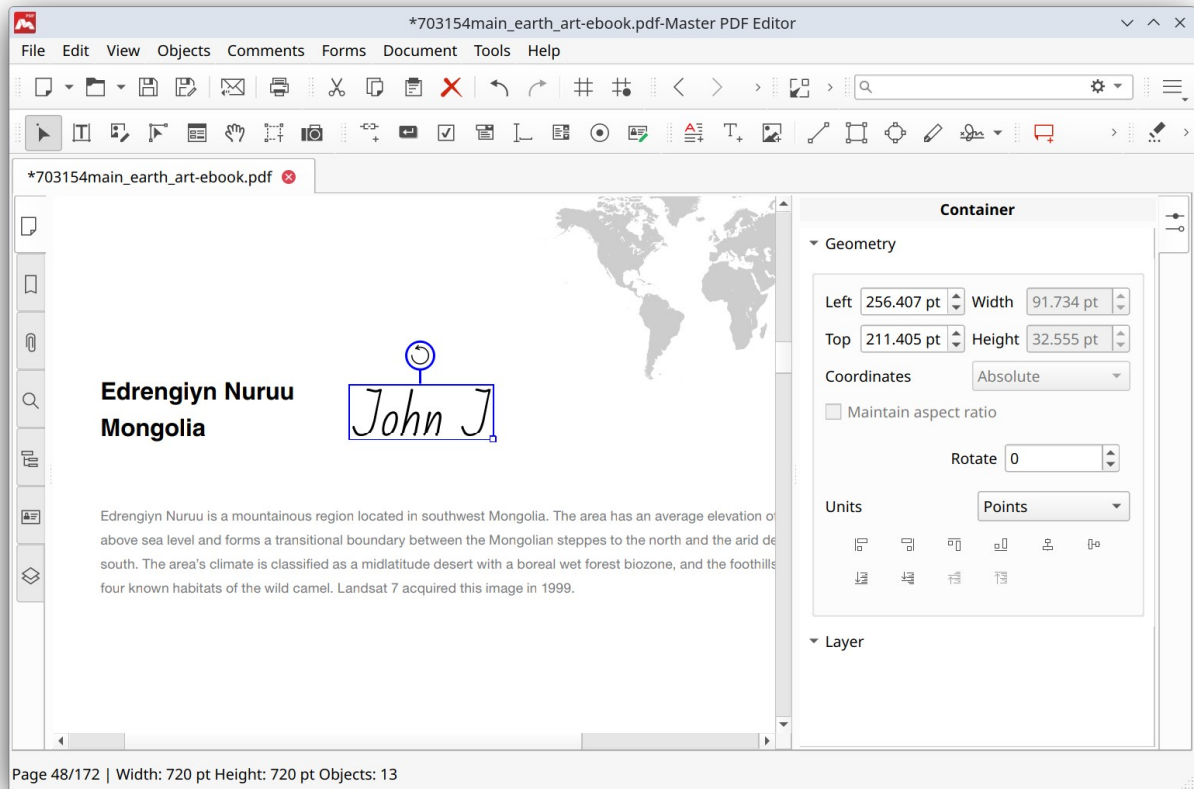 *703154main_earth_art-ebook.pdf-Master PDF Editor
File Edit View Objects Comments Forms Document Tools Help
*703154main_earth_art-ebook.pdf
Container
Geometry
Left 256.407 pt Width 91.734 pt
Top 211.405 pt Height 32.555 pt
Coordinates Absolute
Maintain aspect ratio
Rotate 0
Units Points
Layer
Edrengiyn Nuruu
Mongolia
John J
Edrengiyn Nuruu is a mountainous region located in southwest Mongolia. The area has an average elevation
above sea level and forms a transitional boundary between the Mongolian steppes to the north and the arid
south. The area's climate is classified as a midlatitude desert with a boreal wet forest biozone, and the foothills
four known habitats of the wild camel. Landsat 7 acquired this image in 1999.
Page 48/172 | Width: 720 pt Height: 720 pt Objects: 13